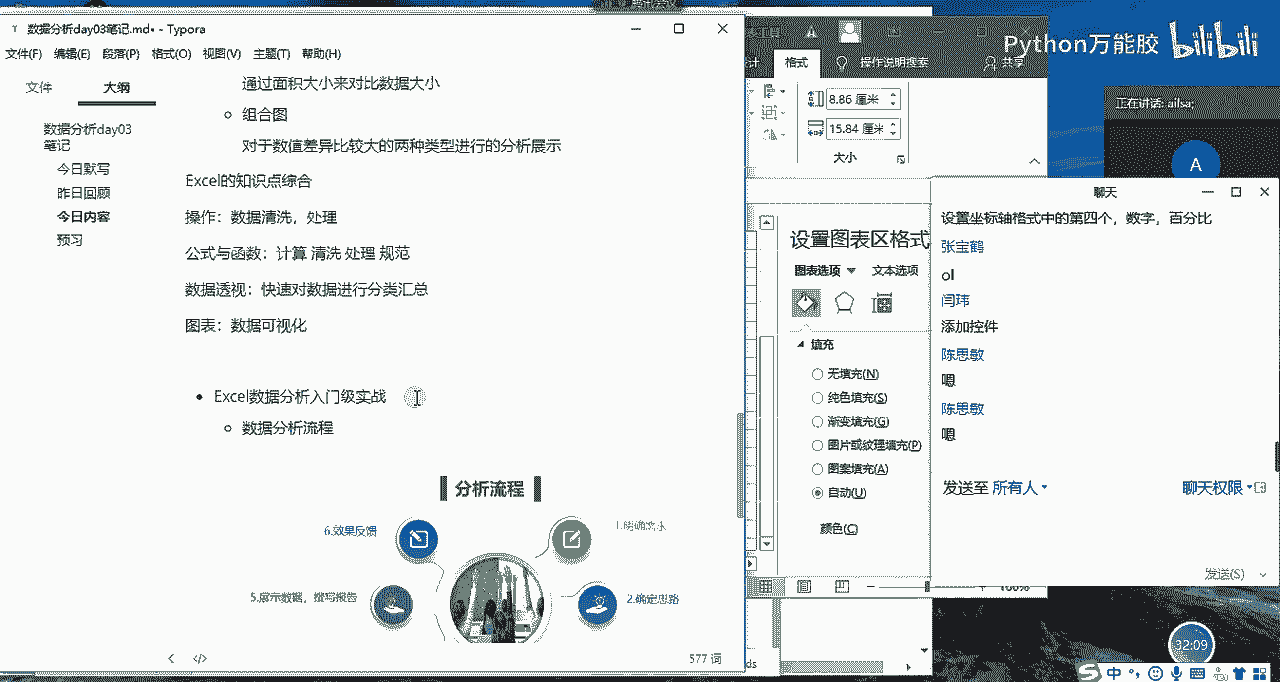 数据分析day03笔记.md• - Typora
文件(F) 编辑(E) 段落(P) 格式(O) 视图(V) 主题(T) 帮助(H)
文件 大纲
数据分析day03
笔记
今日默写
昨日回顾
今日内容
预习
通过面积大小来对比数据大小
组合图
对于数值差异比较大的两种类型进行的分析展示
Excel的知识点综合
操作：数据清洗，处理
公式与函数：计算 清洗 处理 规范
数据透视：快速对数据进行分类汇总
图表：数据可视化
Excel数据分析入门级实战
数据分析流程
分析流程
6.效果反馈
1.明确需求
5.展示数据，撰写报告
2.确定思路
577 词
格式
操作说明搜索
共享
8.86 厘米
15.84 厘米
大小
设置图表区格式
图表选项 文本选项
填充
无填充(N)
纯色填充(S)
渐变填充(G)
图片或纹理填充(P)
图案填充(A)
自动(U)
颜色(C)
100%
Python万能胶 bilibili
正在讲话: ailsa;
A
聊天
设置坐标轴格式中的第四个，数字，百分比
张宝鹤
ol
闫玮
添加控件
陈思敏
嗯
陈思敏
嗯
发送至 所有人
聊天权限
发送(S)
32:09
中